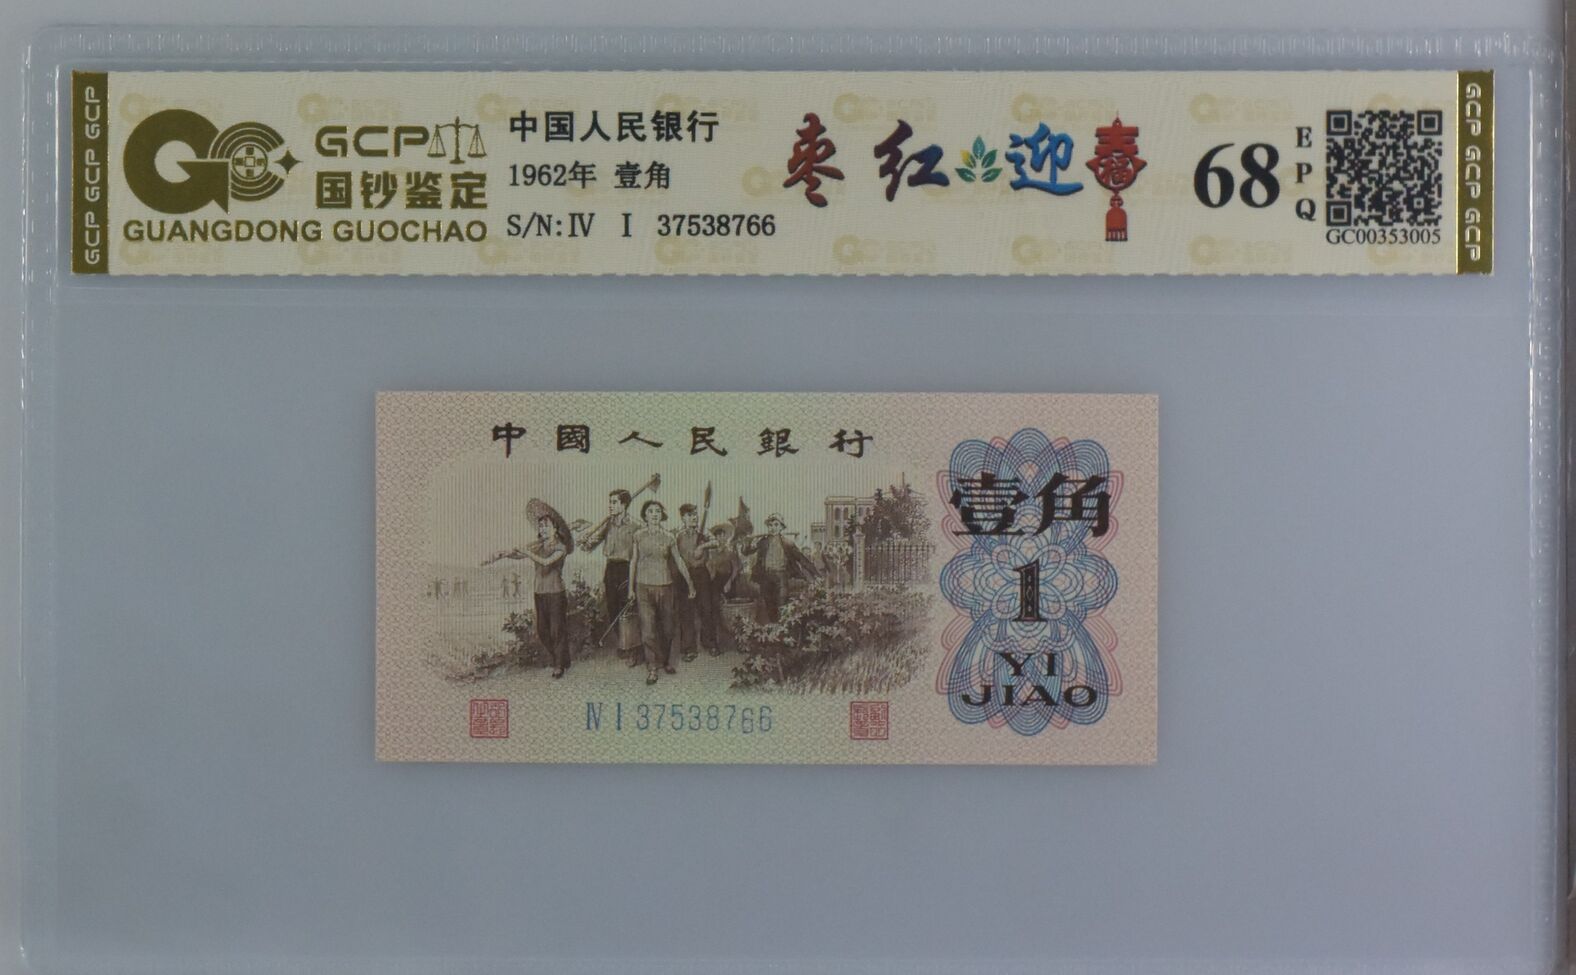 GCP GCP GCP
GCP
国钞鉴定
GUANGDONG GUOCHAO
中国人民银行
1962年 壹角
S/N:Ⅳ Ⅰ 37538766
枣红迎春福
68
EPQ
GC00353005
GCP GCP GCP
中國人民銀行
壹角
1
YI
JIAO
Ⅳ Ⅰ 37538766